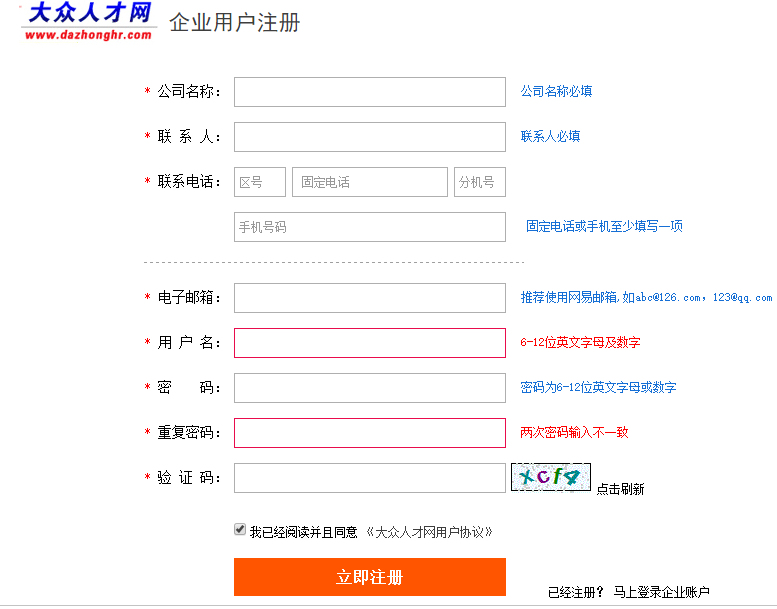 大众人才网 企业用户注册
www.dazhonghr.com
* 公司名称： 公司名称必填
* 联 系 人： 联系人必填
* 联系电话： 区号 固定电话 分机号
手机号码 固定电话或手机至少填写一项
* 电子邮箱： 推荐使用网易邮箱,如abc@126.com，123@qq.com
* 用 户 名： 6-12位英文字母及数字
* 密 码： 密码为6-12位英文字母或数字
* 重复密码： 两次密码输入不一致
* 验 证 码： xcf4 点击刷新
我已经阅读并且同意 《大众人才网用户协议》
立即注册 已经注册？ 马上登录企业账户